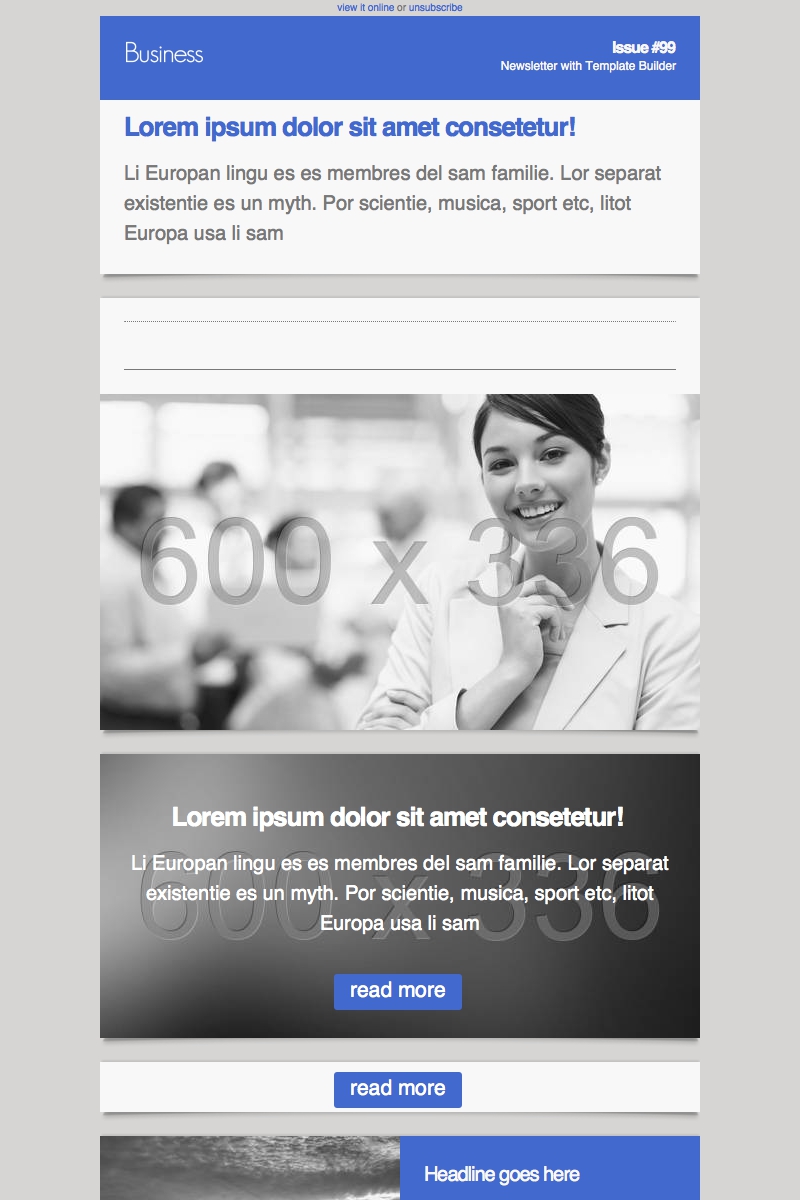 view it online or unsubscribe
Business
Issue #99
Newsletter with Template Builder
Lorem ipsum dolor sit amet consetetur!
Li Europan lingu es es membres del sam familie. Lor separat
existentie es un myth. Por scientie, musica, sport etc, litot
Europa usa li sam
600 x 336
Lorem ipsum dolor sit amet consetetur!
Li Europan lingu es es membres del sam familie. Lor separat
existentie es un myth. Por scientie, musica, sport etc, litot
Europa usa li sam
600 x 336
read more
read more
Headline goes here